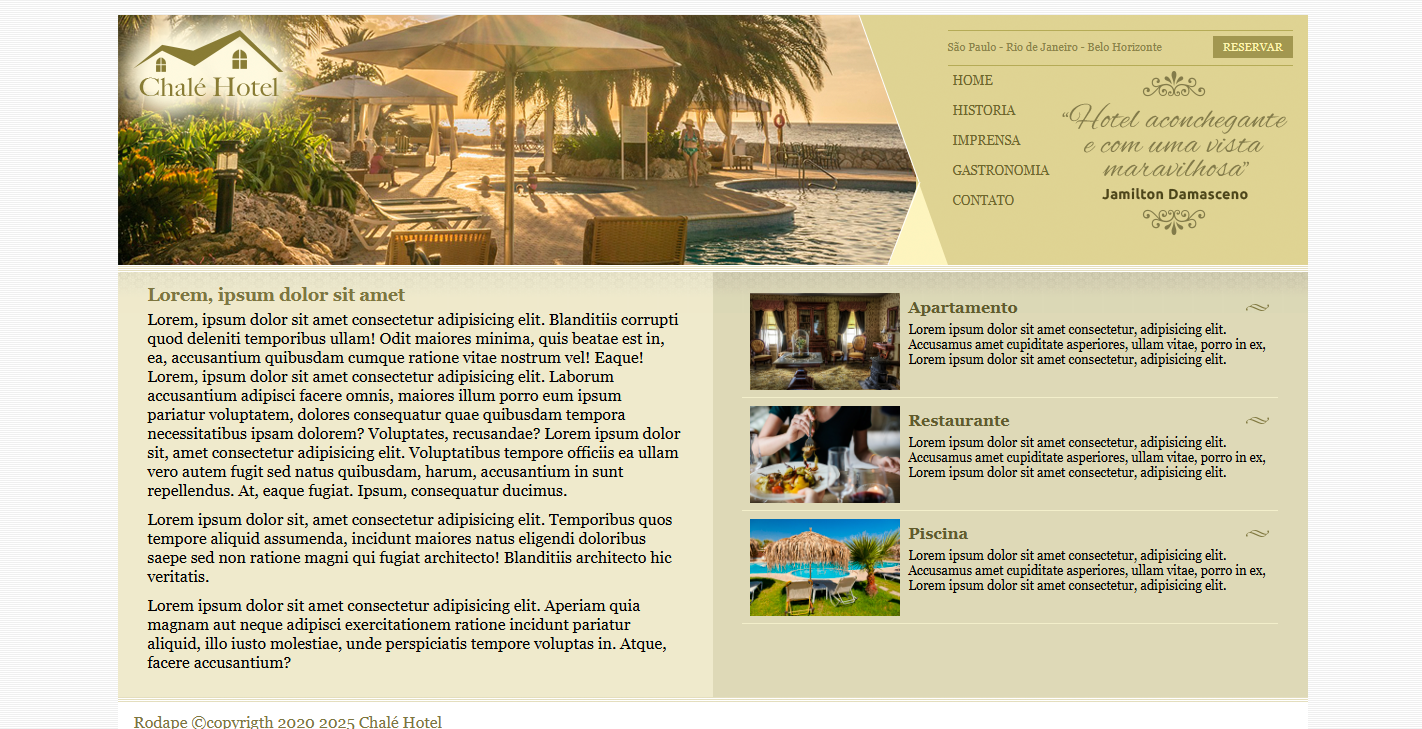 Chalé Hotel
São Paulo - Rio de Janeiro - Belo Horizonte
RESERVAR
HOME
HISTORIA
IMPRENSA
GASTRONOMIA
CONTATO
“Hotel aconchegante
e com uma vista
maravilhosa”
Jamilton Damasceno
Lorem, ipsum dolor sit amet
Lorem, ipsum dolor sit amet consectetur adipisicing elit. Blanditiis corrupti
quod deleniti temporibus ullam! Odit maiores minima, quis beatae est in,
ea, accusantium quibusdam cumque ratione vitae nostrum vel! Eaque!
Lorem, ipsum dolor sit amet consectetur adipisicing elit. Laborum
accusantium adipisci facere omnis, maiores illum porro eum ipsum
pariatur voluptatem, dolores consequatur quae quibusdam tempora
necessitatibus ipsam dolorem? Voluptates, recusandae? Lorem ipsum dolor
sit, amet consectetur adipisicing elit. Voluptatibus tempore officiis ea ullam
vero autem fugit sed natus quibusdam, harum, accusantium in sunt
repellendus. At, eaque fugiat. Ipsum, consequatur ducimus.
Lorem ipsum dolor sit, amet consectetur adipisicing elit. Temporibus quos
tempore aliquid assumenda, incidunt maiores natus eligendi doloribus
saepe sed non ratione magni qui fugiat architecto! Blanditiis architecto hic
veritatis.
Lorem ipsum dolor sit amet consectetur adipisicing elit. Aperiam quia
magnam aut neque adipisci exercitationem ratione incidunt pariatur
aliquid, illo iusto molestiae, unde perspiciatis tempore voluptas in. Atque,
facere accusantium?
Apartamento
Lorem ipsum dolor sit amet consectetur, adipisicing elit.
Accusamus amet cupiditate asperiores, ullam vitae, porro in ex,
Lorem ipsum dolor sit amet consectetur, adipisicing elit.
Restaurante
Lorem ipsum dolor sit amet consectetur, adipisicing elit.
Accusamus amet cupiditate asperiores, ullam vitae, porro in ex,
Lorem ipsum dolor sit amet consectetur, adipisicing elit.
Piscina
Lorem ipsum dolor sit amet consectetur, adipisicing elit.
Accusamus amet cupiditate asperiores, ullam vitae, porro in ex,
Lorem ipsum dolor sit amet consectetur, adipisicing elit.
Rodape ©copyrigth 2020 2025 Chalé Hotel